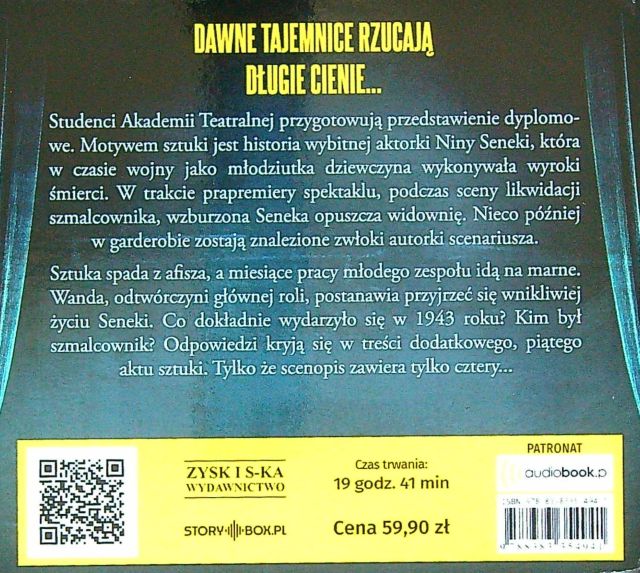 DAWNE TAJEMNICE RZUCAJĄ
DŁUGIE CIENIE...
Studenci Akademii Teatralnej przygotowują przedstawienie dyplomo-
we. Motywem sztuki jest historia wybitnej aktorki Niny Seneki, która
w czasie wojny jako młodziutka dziewczyna wykonywała wyroki
śmierci. W trakcie prapremiery spektaklu, podczas sceny likwidacji
szmalcownika, wzburzona Seneka opuszcza widownię. Nieco później
w garderobie zostają znalezione zwłoki autorki scenariusza.
Sztuka spada z afisza, a miesiące pracy młodego zespołu idą na marne.
Wanda, odtwórczyni głównej roli, postanawia przyjrzeć się wnikliwiej
życiu Seneki. Co dokładnie wydarzyło się w 1943 roku? Kim był
szmalcownik? Odpowiedzi kryją się w treści dodatkowego, piątego
aktu sztuki. Tylko że scenopis zawiera tylko cztery...
ZYSK I S-KA
WYDAWNICTWO
STORYBOX.PL
Czas trwania:
19 godz. 41 min
Cena 59,90 zł
PATRONAT
audiobook.p
ISBN